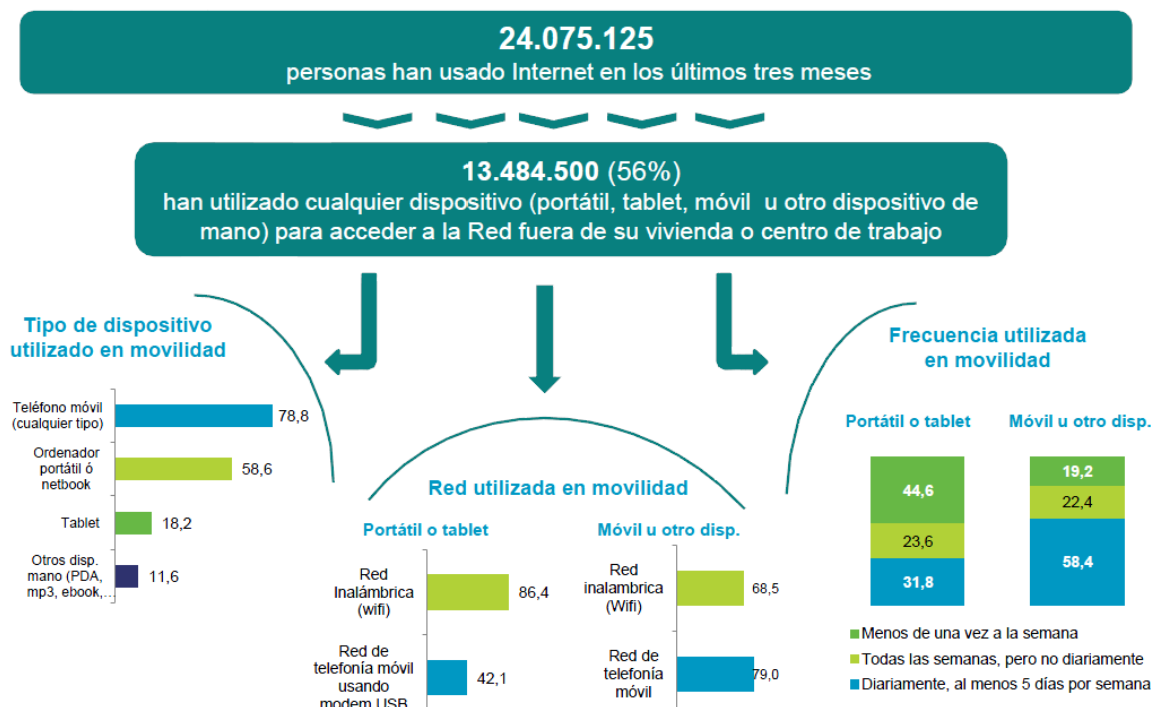 24.075.125
personas han usado Internet en los últimos tres meses
13.484.500 (56%)
han utilizado cualquier dispositivo (portátil, tablet, móvil u otro dispositivo de
mano) para acceder a la Red fuera de su vivienda o centro de trabajo
Tipo de dispositivo
utilizado en movilidad
Teléfono móvil
(cualquier tipo)
78,8
Ordenador
portátil ó
netbook
58,6
Tablet
18,2
Otros disp.
mano (PDA,
mp3, ebook,...
11,6
Red utilizada en movilidad
Portátil o tablet
Red
Inalámbrica
(wifi)
86,4
Red de
telefonía móvil
usando
modem USB
42,1
Móvil u otro disp.
Red
inalambrica
(Wifi)
68,5
Red de
telefonía
móvil
79,0
Frecuencia utilizada
en movilidad
Portátil o tablet
44,6
23,6
31,8
Móvil u otro disp.
19,2
22,4
58,4
Menos de una vez a la semana
Todas las semanas, pero no diariamente
Diariamente, al menos 5 días por semana